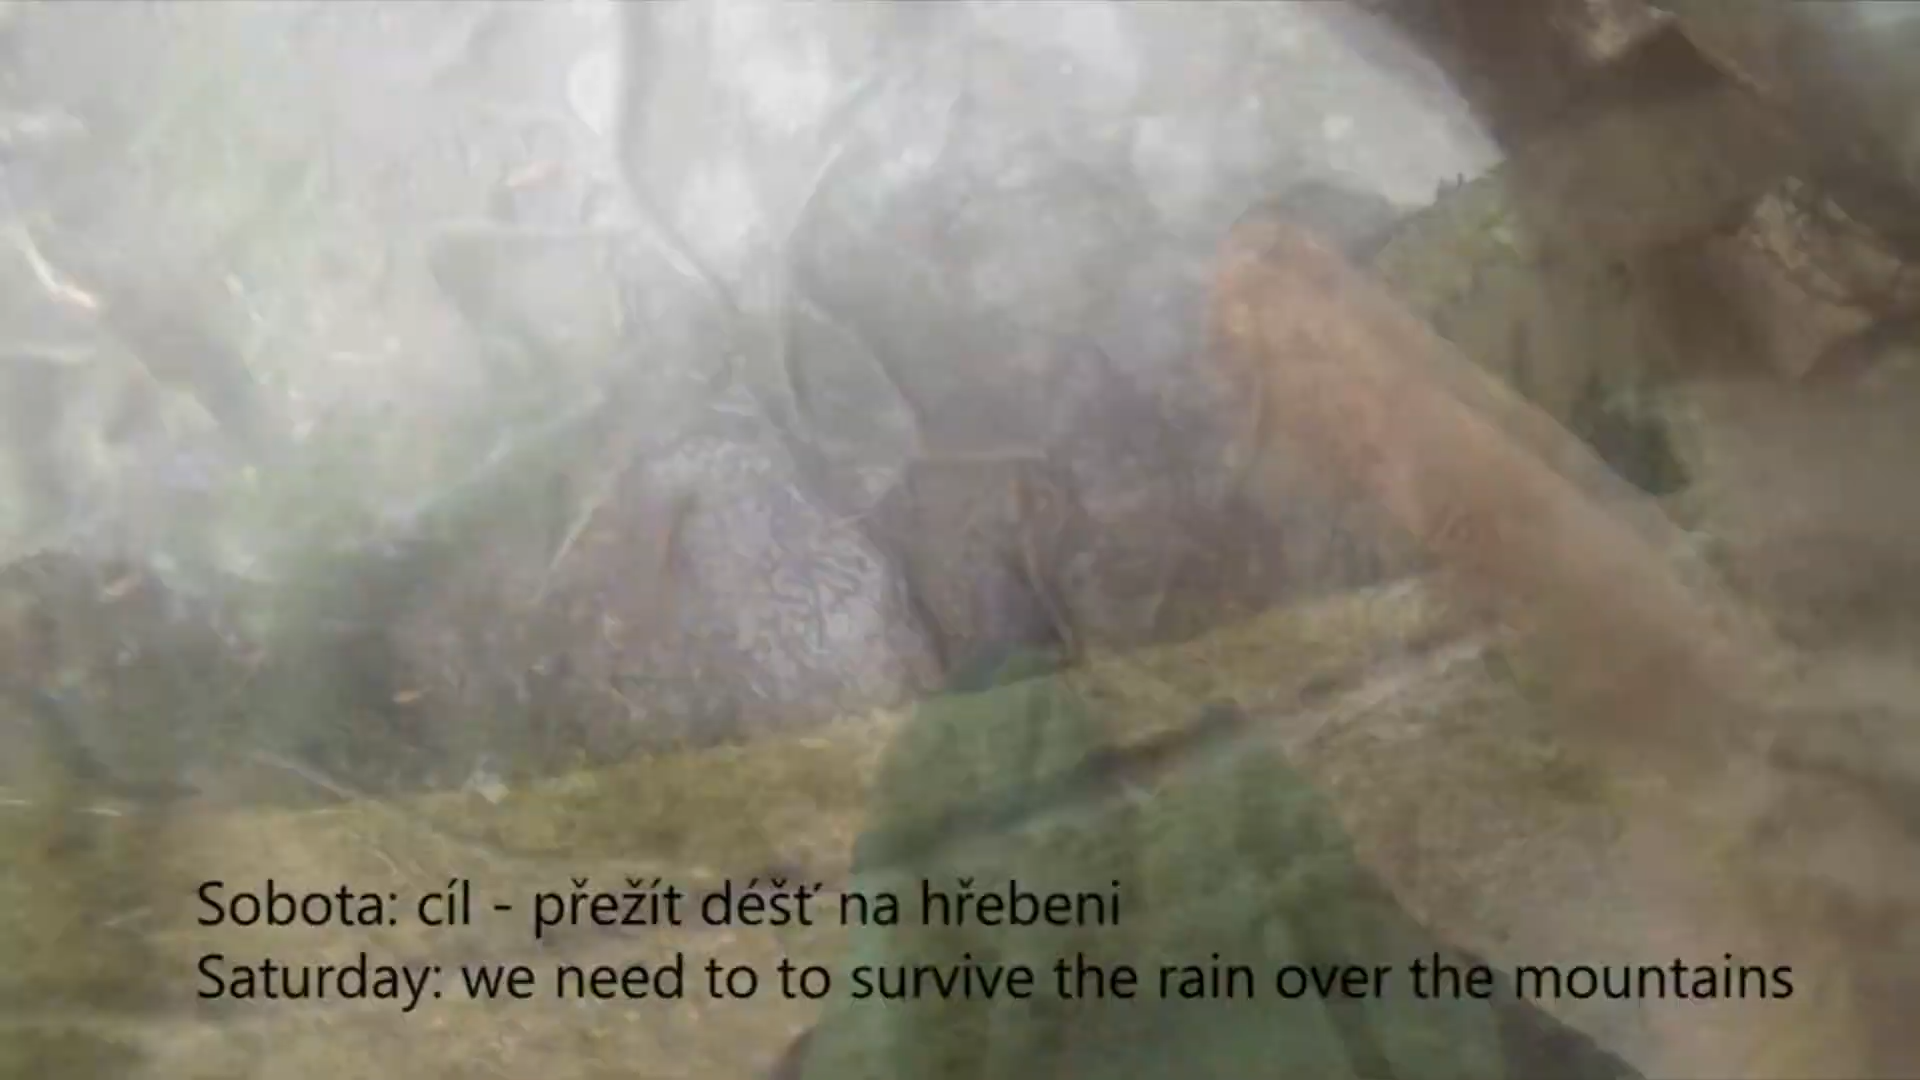 Sobota: cíl - přežít déšť na hřebeni
Saturday: we need to to survive the rain over the mountains